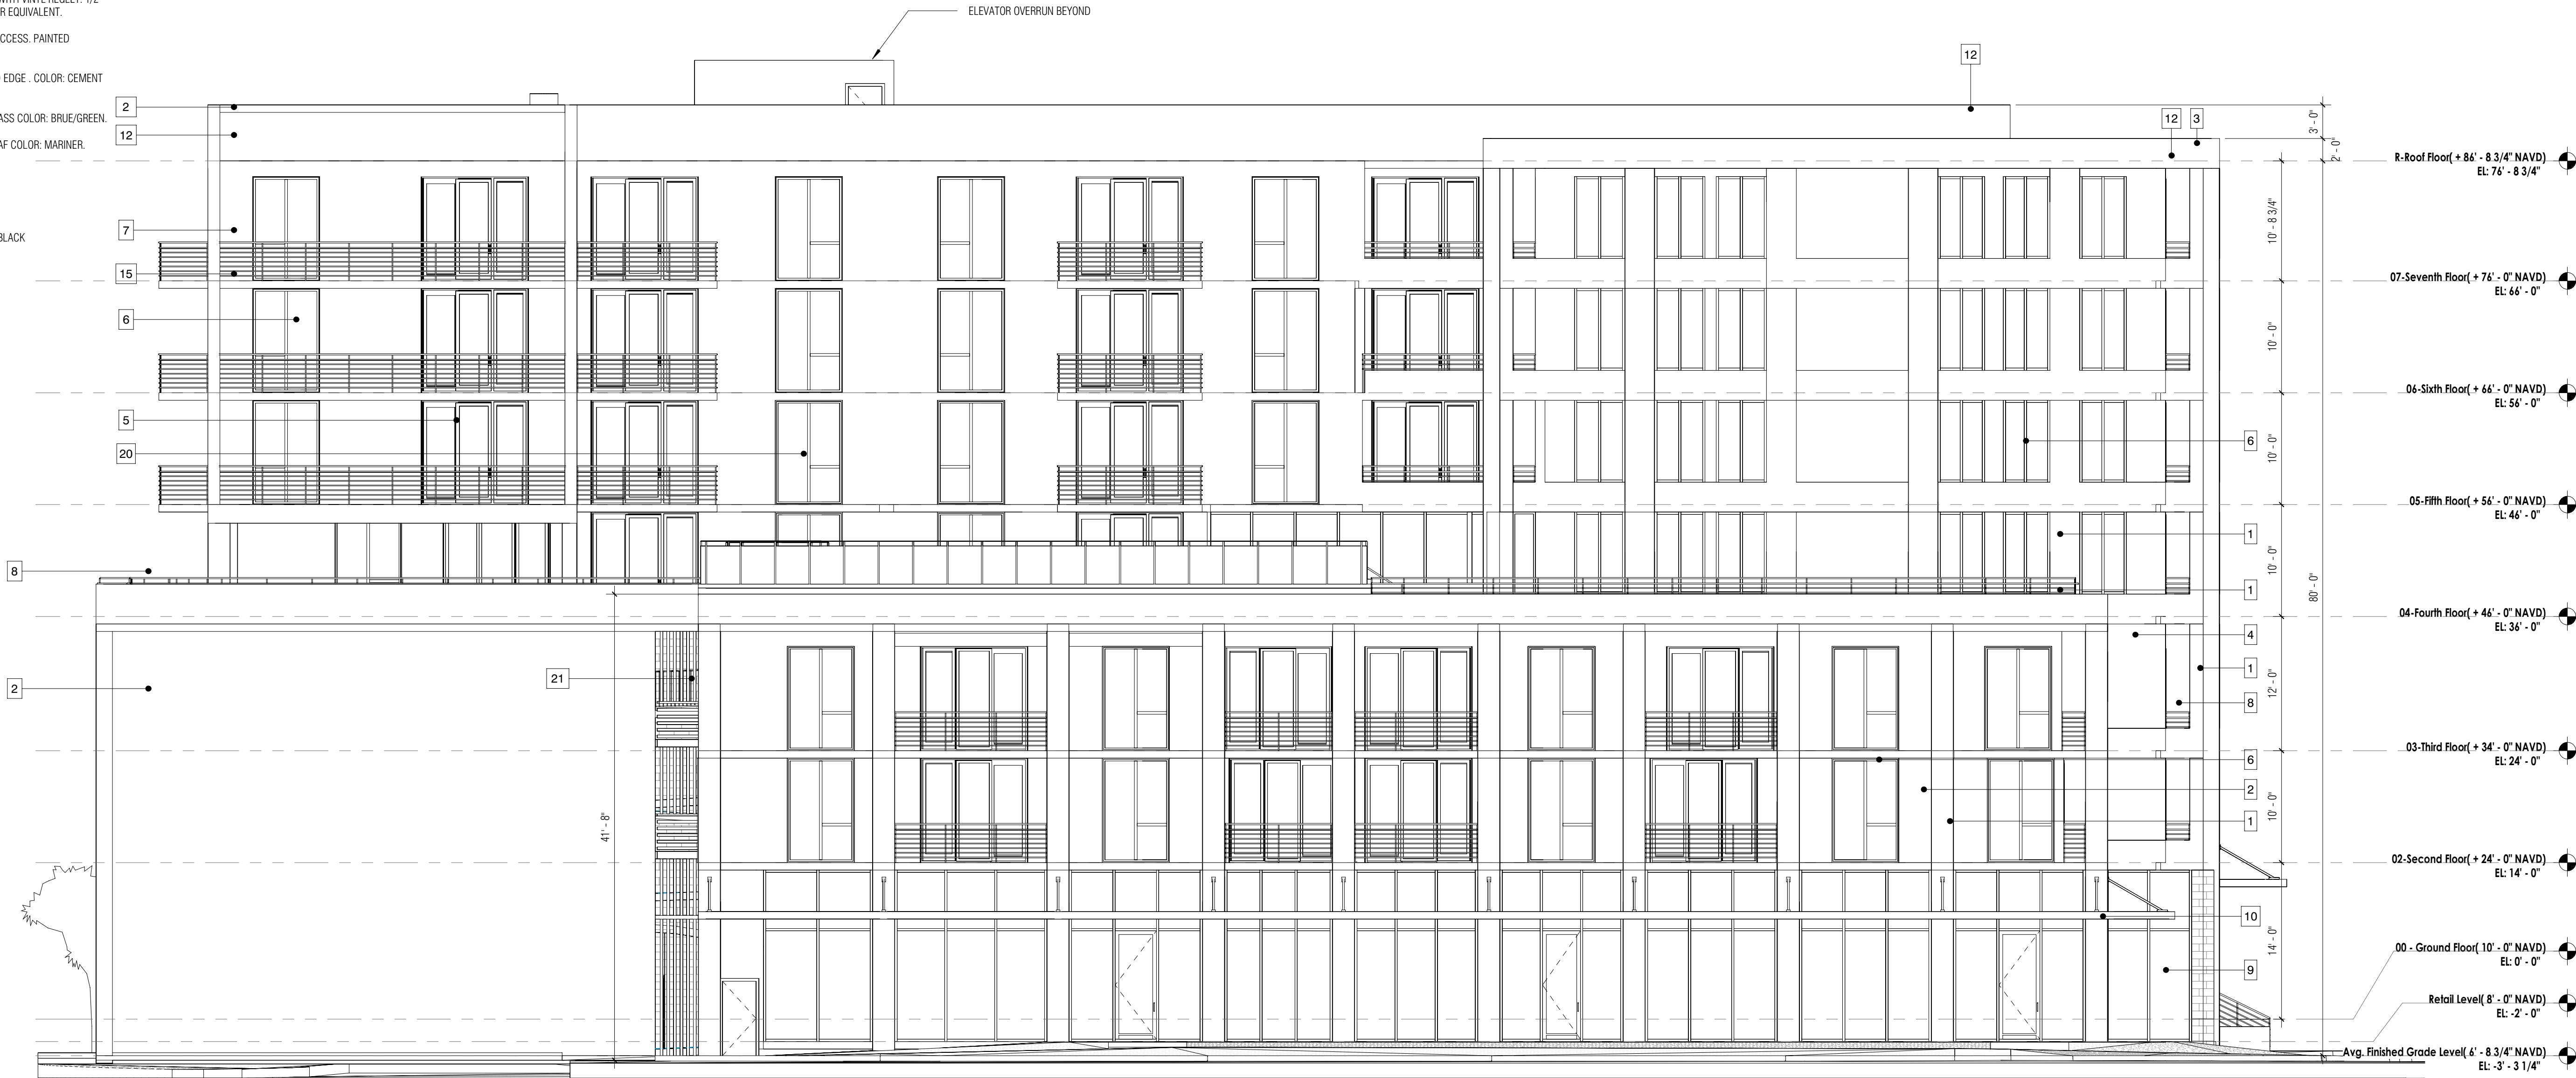 WITH VINYL REGLET. 1/2"
R EQUIVALENT.
CCESS. PAINTED
EDGE . COLOR: CEMENT
ASS COLOR: BRUE/GREEN.
AF COLOR: MARINER.
BLACK
ELEVATOR OVERRUN BEYOND
12
2
12
12
3
3' - 0"
2' - 0"
R-Roof Floor( + 86' - 8 3/4" NAVD)
EL: 76' - 8 3/4"
7
10' - 8 3/4"
15
07-Seventh Floor( + 76' - 0" NAVD)
EL: 66' - 0"
6
10' - 0"
06-Sixth Floor( + 66' - 0" NAVD)
EL: 56' - 0"
5
20
6
10' - 0"
05-Fifth Floor( + 56' - 0" NAVD)
EL: 46' - 0"
1
10' - 0"
8
1
80' - 0"
04-Fourth Floor( + 46' - 0" NAVD)
EL: 36' - 0"
4
21
1
12' - 0"
2
8
03-Third Floor( + 34' - 0" NAVD)
EL: 24' - 0"
6
2
10' - 0"
1
41' - 8"
02-Second Floor( + 24' - 0" NAVD)
EL: 14' - 0"
10
14' - 0"
00 - Ground Floor( 10' - 0" NAVD)
EL: 0' - 0"
9
Retail Level( 8' - 0" NAVD)
EL: -2' - 0"
Avg. Finished Grade Level( 6' - 8 3/4" NAVD)
EL: -3' - 3 1/4"